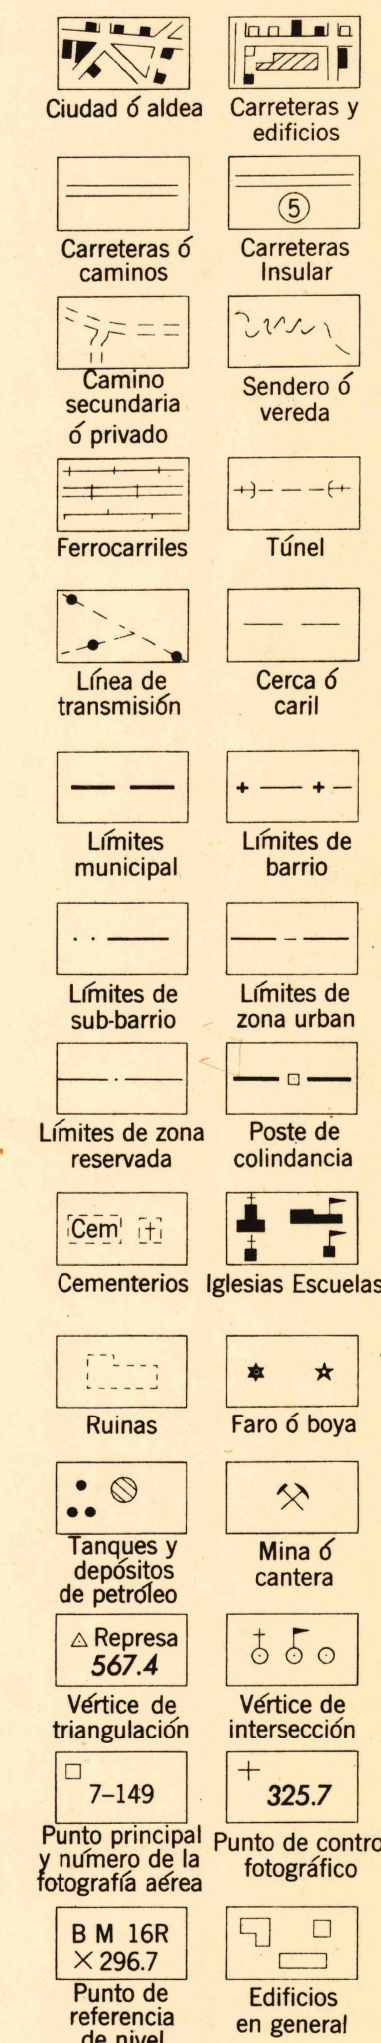 Ciudad ó aldea
Carreteras y
edificios
Carreteras ó
caminos
5
Carreteras
Insular
Camino
secundaria
ó privado
Sendero ó
vereda
Ferrocarriles
Túnel
Línea de
transmisión
Cerca ó
caril
Límites
municipal
Límites de
barrio
Límites de
sub-barrio
Límites de
zona urban
Límites de zona
reservada
Poste de
colindancia
Cem
Cementerios
Iglesias Escuelas
Ruinas
Faro ó boya
Tanques y
depósitos
de petróleo
Mina ó
cantera
Represa
567.4
Vértice de
triangulación
Vértice de
intersección
7–149
Punto principal
y número de la
fotografía aérea
325.7
Punto de contro
fotográfico
B M 16R
× 296.7
Punto de
referencia
de nivel
Edificios
en general